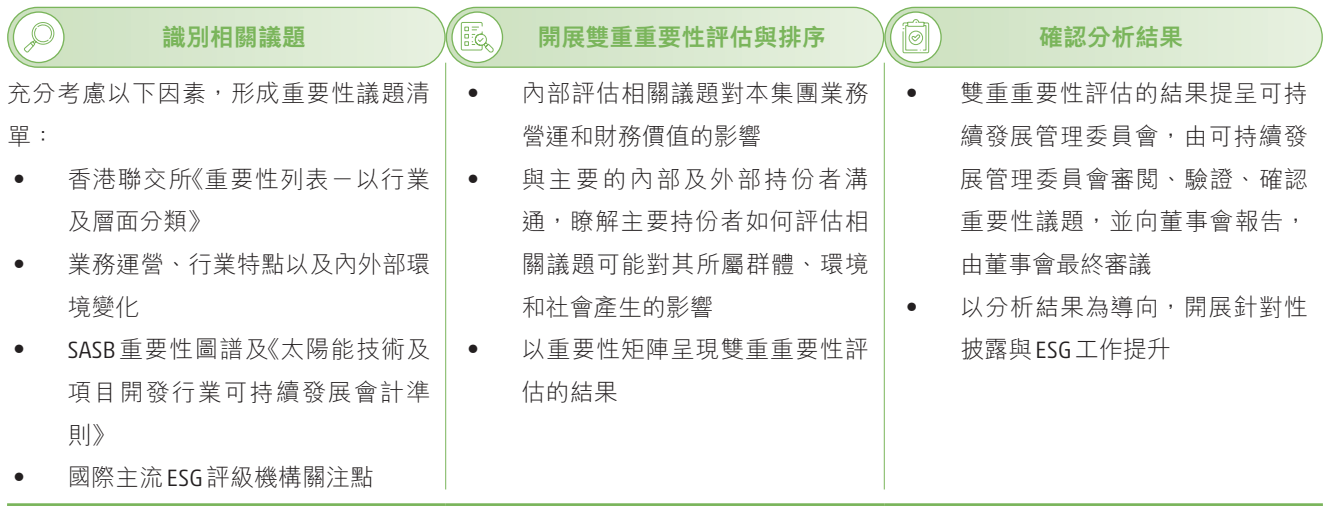 識別相關議題
充分考慮以下因素，形成重要性議題清
單：
• 香港聯交所《重要性列表－以行業
及層面分類》
• 業務運營、行業特點以及內外部環
境變化
• SASB重要性圖譜及《太陽能技術及
項目開發行業可持續發展會計準
則》
• 國際主流ESG評級機構關注點
開展雙重重要性評估與排序
• 內部評估相關議題對本集團業務
營運和財務價值的影響
• 與主要的內部及外部持份者溝
通，瞭解主要持份者如何評估相
關議題可能對其所屬群體、環境
和社會產生的影響
• 以重要性矩陣呈現雙重重要性評
估的結果
確認分析結果
• 雙重重要性評估的結果提呈可持
續發展管理委員會，由可持續發
展管理委員會審閱、驗證、確認
重要性議題，並向董事會報告，
由董事會最終審議
• 以分析結果為導向，開展針對性
披露與ESG工作提升